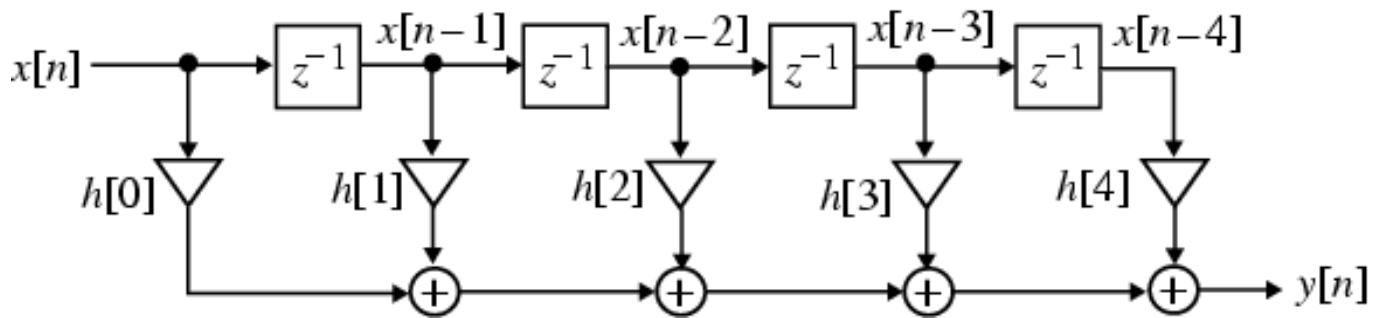 x[n−1] x[n−2] x[n−3] x[n−4]
x[n] z⁻¹ z⁻¹ z⁻¹ z⁻¹
h[0] h[1] h[2] h[3] h[4]
+ + + + y[n]